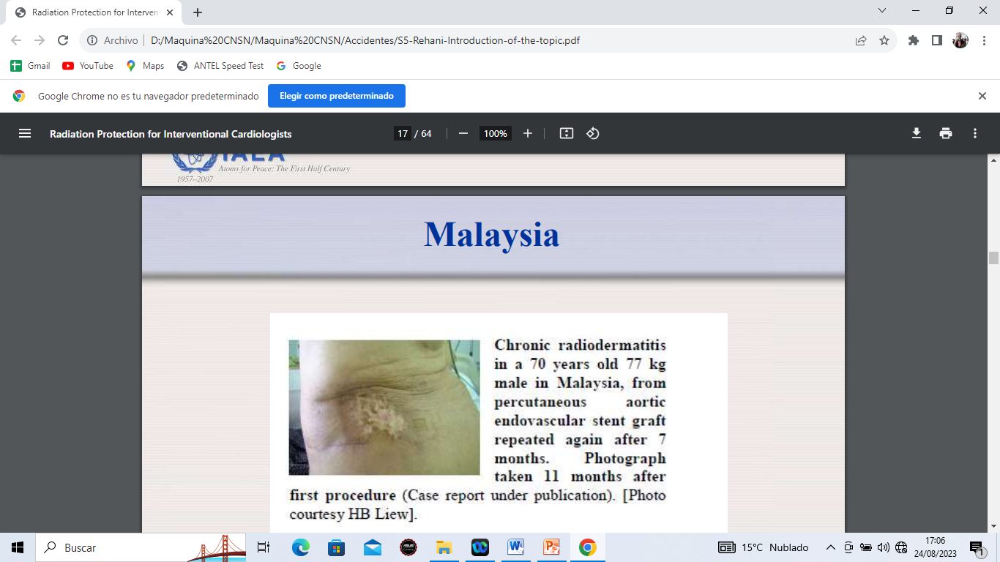 Radiation Protection for Interven
Archivo
D:/Maquina%20CNSN/Maquina%20CNSN/Accidentes/S5-Rehani-Introduction-of-the-topic.pdf
Gmail
YouTube
Maps
ANTEL Speed Test
Google
Google Chrome no es tu navegador predeterminado
Elegir como predeterminado
Radiation Protection for Interventional Cardiologists
17 / 64
100%
IAEA
Atoms for Peace: The First Half Century
1957–2007
Malaysia
Chronic radiodermatitis
in a 70 years old 77 kg
male in Malaysia, from
percutaneous aortic
endovascular stent graft
repeated again after 7
months. Photograph
taken 11 months after
first procedure (Case report under publication). [Photo
courtesy HB Liew].
Buscar
15°C Nublado
17:06
24/08/2023
1